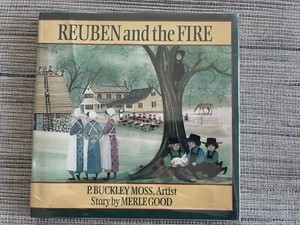 REUBEN and the FIRE
P. BUCKLEY MOSS, Artist
Story by MERLE GOOD